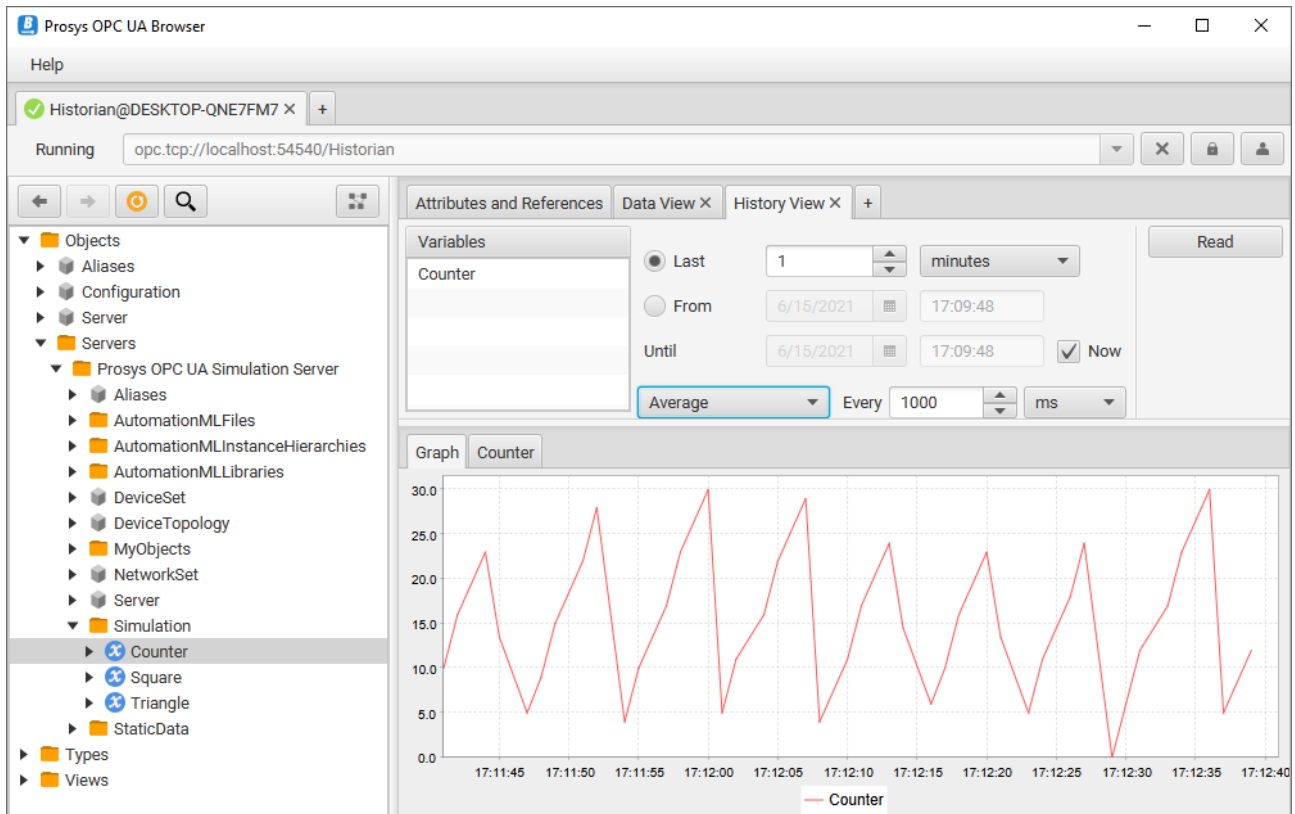 Prosys OPC UA Browser
Help
Historian@DESKTOP-QNE7FM7
+
Running
opc.tcp://localhost:54540/Historian
Objects
Aliases
Configuration
Server
Servers
Prosys OPC UA Simulation Server
Aliases
AutomationMLFiles
AutomationMLInstanceHierarchies
AutomationMLLibraries
DeviceSet
DeviceTopology
MyObjects
NetworkSet
Server
Simulation
Counter
Square
Triangle
StaticData
Types
Views
Attributes and References Data View History View +
Variables
Counter
Last 1 minutes
From 6/15/2021 17:09:48
Until 6/15/2021 17:09:48 Now
Average Every 1000 ms
Read
Graph Counter
30.0
25.0
20.0
15.0
10.0
5.0
0.0
17:11:45 17:11:50 17:11:55 17:12:00 17:12:05 17:12:10 17:12:15 17:12:20 17:12:25 17:12:30 17:12:35 17:12:40
Counter